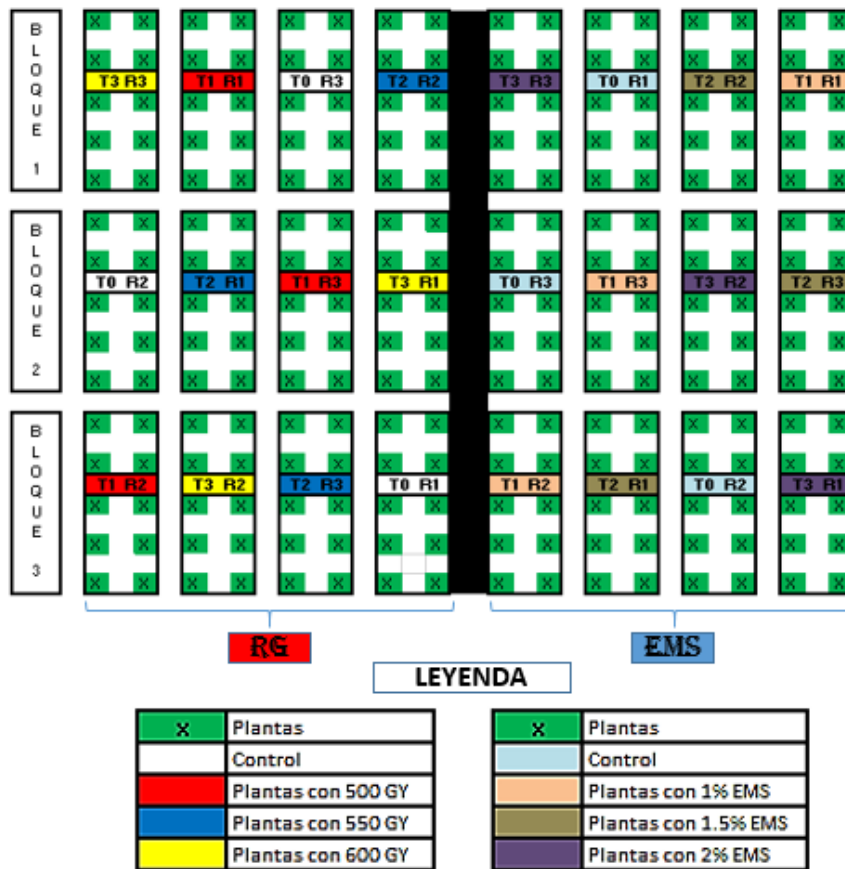 BLOQUE 1
X X X X X X X X X X X X X X X X
X X X X X X X X X X X X X X X X
T3 R3 T1 R1 T0 R3 T2 R2 T3 R3 T0 R1 T2 R2 T1 R1
X X X X X X X X X X X X X X X X
X X X X X X X X X X X X X X X X
X X X X X X X X X X X X X X X X
BLOQUE 2
X X X X X X X X X X X X X X X X
X X X X X X X X X X X X X X X X
T0 R2 T2 R1 T1 R3 T3 R1 T0 R3 T1 R3 T3 R2 T2 R3
X X X X X X X X X X X X X X X X
X X X X X X X X X X X X X X X X
X X X X X X X X X X X X X X X X
BLOQUE 3
X X X X X X X X X X X X X X X X
X X X X X X X X X X X X X X X X
T1 R2 T3 R2 T2 R3 T0 R1 T1 R2 T2 R1 T0 R2 T3 R1
X X X X X X X X X X X X X X X X
X X X X X X X X X X X X X X X X
X X X X X X X X X X X X X X X X
RG EMS
LEYENDA
X Plantas
Control
Plantas con 500 GY
Plantas con 550 GY
Plantas con 600 GY
X Plantas
Control
Plantas con 1% EMS
Plantas con 1.5% EMS
Plantas con 2% EMS